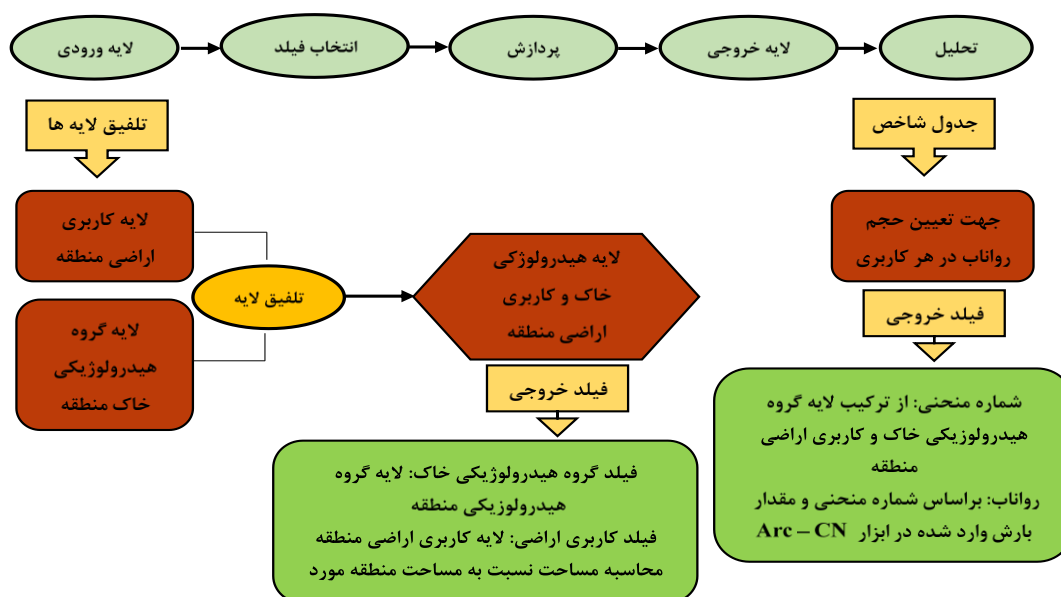 لایه ورودی
انتخاب فیلد
پردازش
لایه خروجی
تحلیل
تلفیق لایه ها
جدول شاخص
لایه کاربری
اراضی منطقه
لایه گروه
هیدرولوژیکی
خاک منطقه
تلفیق لایه
لایه هیدرولوژکی
خاک و کاربری
اراضی منطقه
فیلد خروجی
فیلد گروه هیدرولوژیکی خاک: لایه گروه
هیدرولوزیکی منطقه
فیلد کاربری اراضی: لایه کاربری اراضی منطقه
محاسبه مساحت نسبت به مساحت منطقه مورد
جهت تعیین حجم
رواناب در هر کاربری
فیلد خروجی
شماره منحنی: از ترکیب لایه گروه
هیدرولوزیکی خاک و کاربری اراضی
منطقه
رواناب: براساس شماره منحنی و مقدار
بارش وارد شده در ابزار Arc – CN